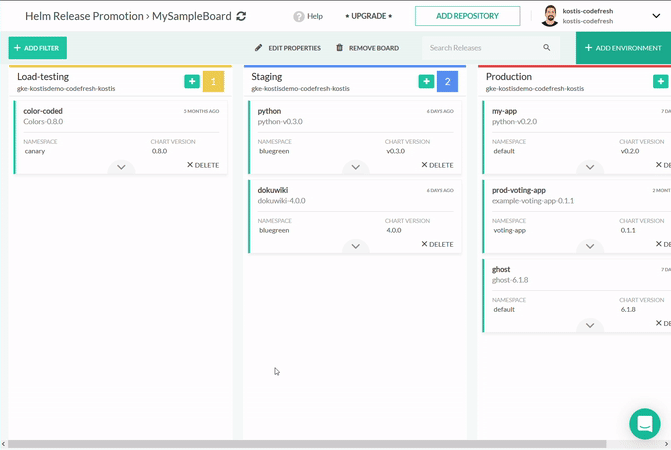 Helm Release Promotion › MySampleBoard
? Help
• UPGRADE •
ADD REPOSITORY
kostis-codefresh
kostis-codefresh
+ ADD FILTER
EDIT PROPERTIES
REMOVE BOARD
Search Releases
+ ADD ENVIRONMENT
Load-testing
gke-kostisdemo-codefresh-kostis
+
1
color-coded
5 MONTHS AGO
Colors-0.8.0
NAMESPACE
CHART VERSION
canary
0.8.0
DELETE
Staging
gke-kostisdemo-codefresh-kostis
+
2
python
6 DAYS AGO
python-v0.3.0
NAMESPACE
CHART VERSION
bluegreen
v0.3.0
DELETE
dokuwiki
6 DAYS AGO
dokuwiki-4.0.0
NAMESPACE
CHART VERSION
bluegreen
4.0.0
DELETE
Production
gke-kostisdemo-codefresh-kostis
+
my-app
7 DA
python-v0.2.0
NAMESPACE
CHART VERSION
default
v0.2.0
DE
prod-voting-app
2 MONT
example-voting-app-0.1.1
NAMESPACE
CHART VERSION
voting-app
0.1.1
DE
ghost
7 DA
ghost-6.1.8
NAMESPACE
CHART VERSION
default
6.1.8
DE